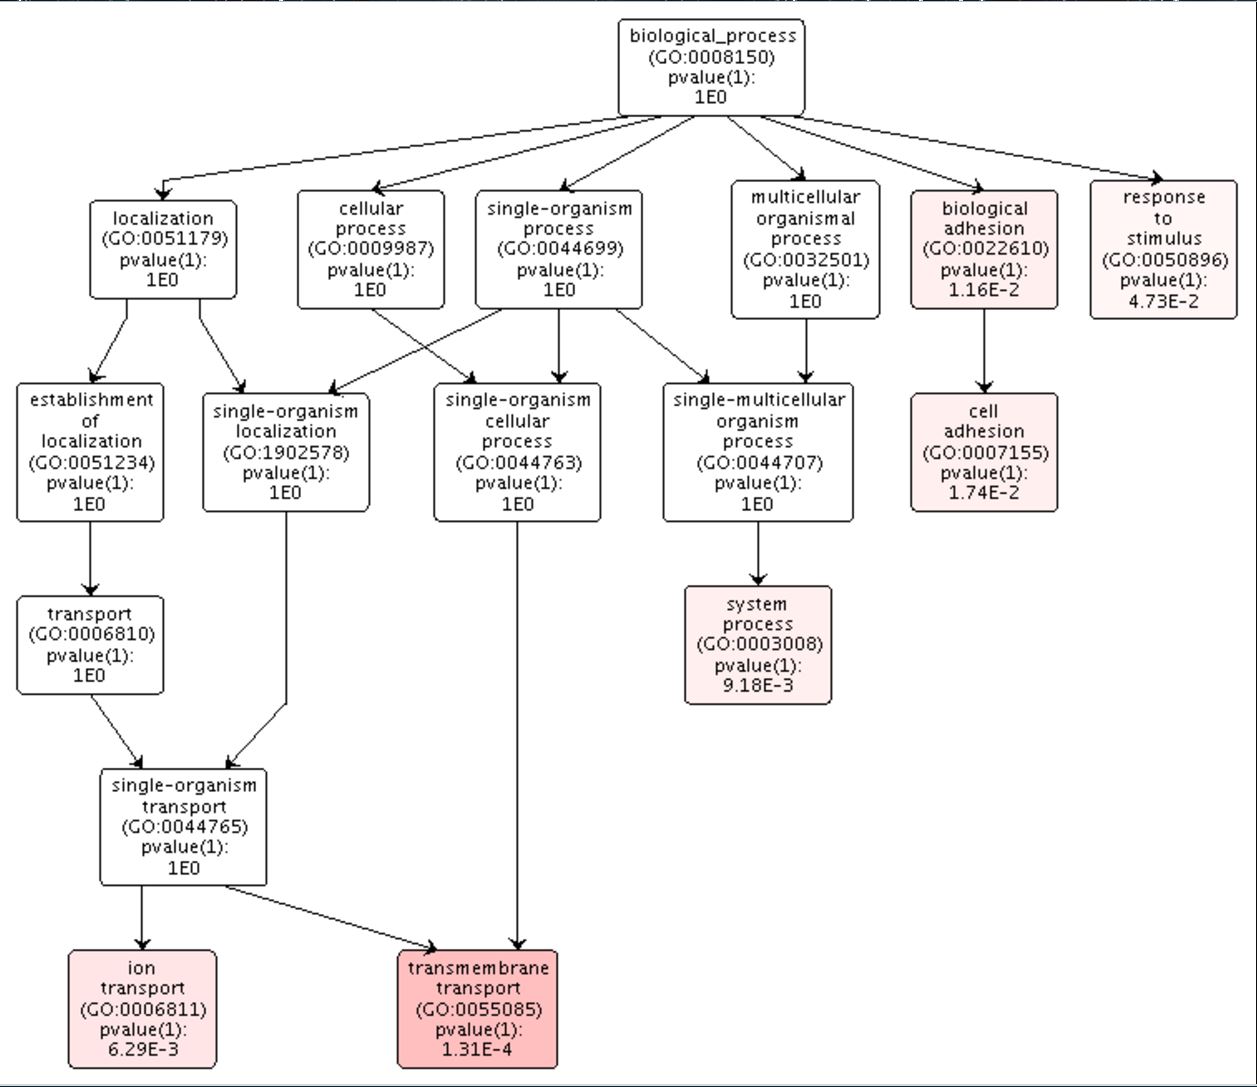 biological_process
(GO:0008150)
pvalue(1):
1E0
localization
(GO:0051179)
pvalue(1):
1E0
cellular
process
(GO:0009987)
pvalue(1):
1E0
single-organism
process
(GO:0044699)
pvalue(1):
1E0
multicellular
organismal
process
(GO:0032501)
pvalue(1):
1E0
biological
adhesion
(GO:0022610)
pvalue(1):
1.16E-2
response
to
stimulus
(GO:0050896)
pvalue(1):
4.73E-2
establishment
of
localization
(GO:0051234)
pvalue(1):
1E0
single-organism
localization
(GO:1902578)
pvalue(1):
1E0
single-organism
cellular
process
(GO:0044763)
pvalue(1):
1E0
single-multicellular
organism
process
(GO:0044707)
pvalue(1):
1E0
cell
adhesion
(GO:0007155)
pvalue(1):
1.74E-2
transport
(GO:0006810)
pvalue(1):
1E0
system
process
(GO:0003008)
pvalue(1):
9.18E-3
single-organism
transport
(GO:0044765)
pvalue(1):
1E0
ion
transport
(GO:0006811)
pvalue(1):
6.29E-3
transmembrane
transport
(GO:0055085)
pvalue(1):
1.31E-4